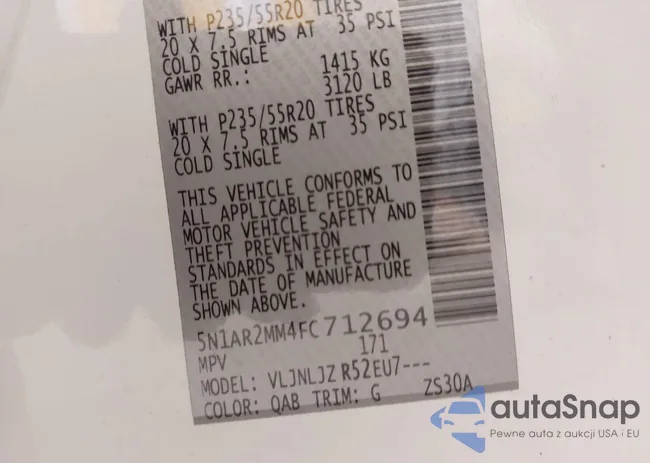 WITH P235/55R20 TIRES
20 X 7.5 RIMS AT 35 PSI
COLD SINGLE
GAWR RR.: 1415 KG
3120 LB
WITH P235/55R20 TIRES
20 X 7.5 RIMS AT 35 PSI
COLD SINGLE
THIS VEHICLE CONFORMS TO
ALL APPLICABLE FEDERAL
MOTOR VEHICLE SAFETY AND
THEFT PREVENTION
STANDARDS IN EFFECT ON
THE DATE OF MANUFACTURE
SHOWN ABOVE.
5N1AR2MM4FC712694
MPV 171
MODEL: VLJNLJZ R52EU7---
COLOR: QAB TRIM: G ZS30A
autaSnap
Pewne auta z aukcji USA i EU